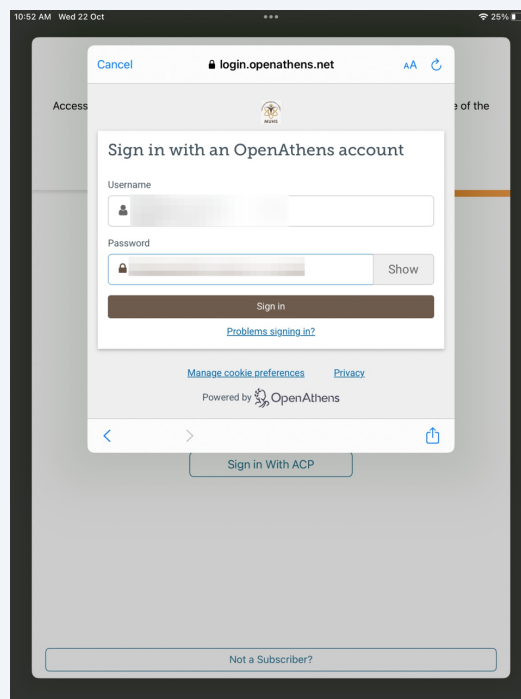 10:52 AM Wed 22 Oct
25%
Cancel
login.openathens.net
AA
Access
e of the
MUHS
Sign in with an OpenAthens account
Username
Password
Show
Sign in
Problems signing in?
Manage cookie preferences Privacy
Powered by OpenAthens
Sign in With ACP
Not a Subscriber?